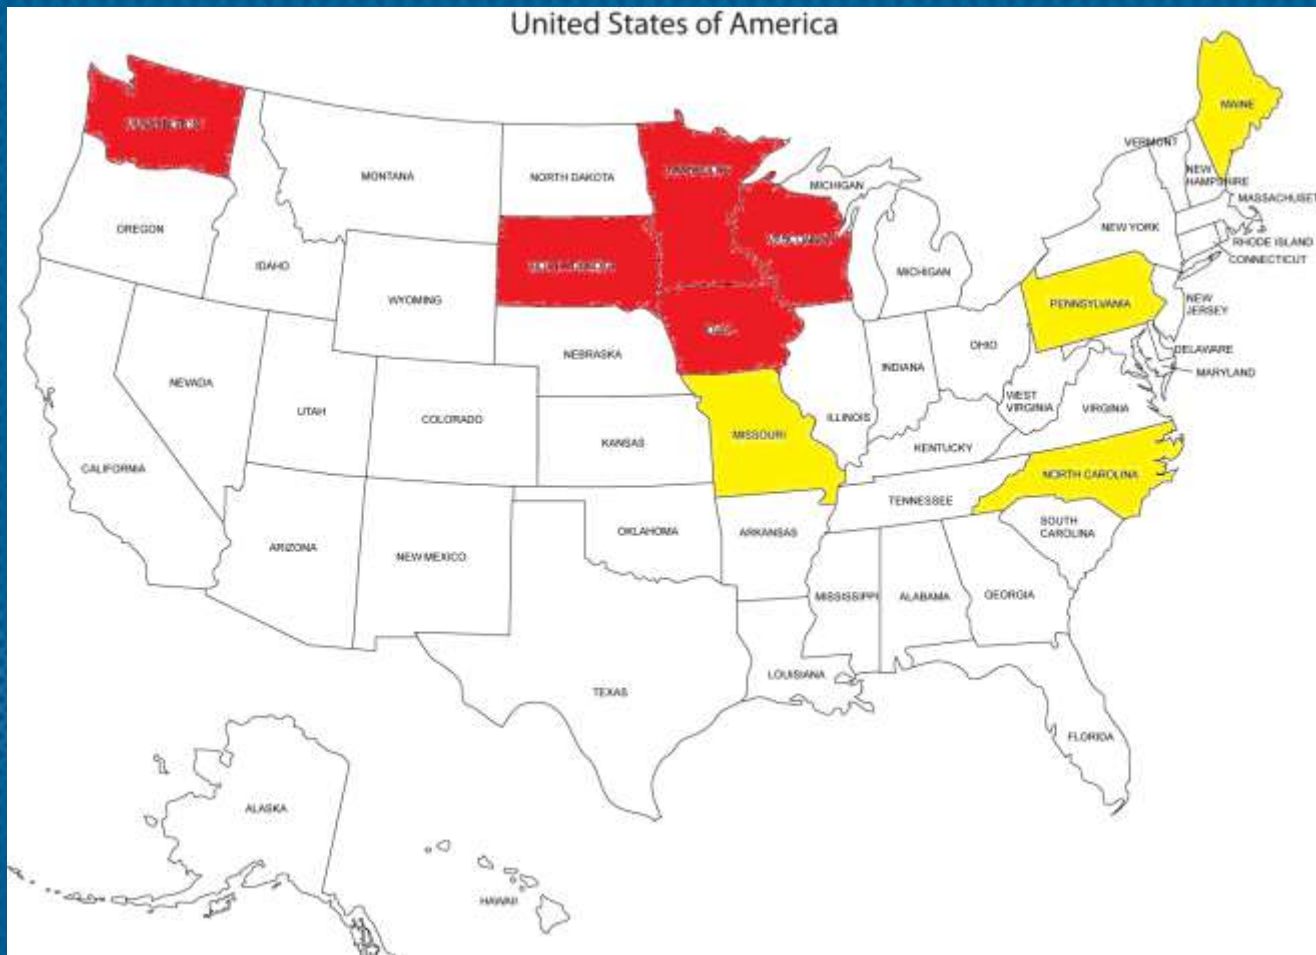 United States of America
MAINE
VERMONT
MONTANA
NORTH DAKOTA
MICHIGAN
NEW
HAMPSHIRE
MASSACHUSET
OREGON
NEW YORK
RHODE ISLAND
CONNECTICUT
IDAHO
MICHIGAN
WYOMING
PENNSYLVANIA
NEW
JERSEY
NEBRASKA
OHIO
DELAWARE
NEVADA
INDIANA
MARYLAND
UTAH
COLORADO
ILLINOIS
WEST
VIRGINIA
VIRGINIA
KANSAS
MISSOURI
KENTUCKY
CALIFORNIA
NORTH CAROLINA
TENNESSEE
OKLAHOMA
ARKANSAS
SOUTH
CAROLINA
ARIZONA
NEW MEXICO
MISSISSIPPI
ALABAMA
GEORGIA
LOUISIANA
TEXAS
FLORIDA
ALASKA
HAWAII